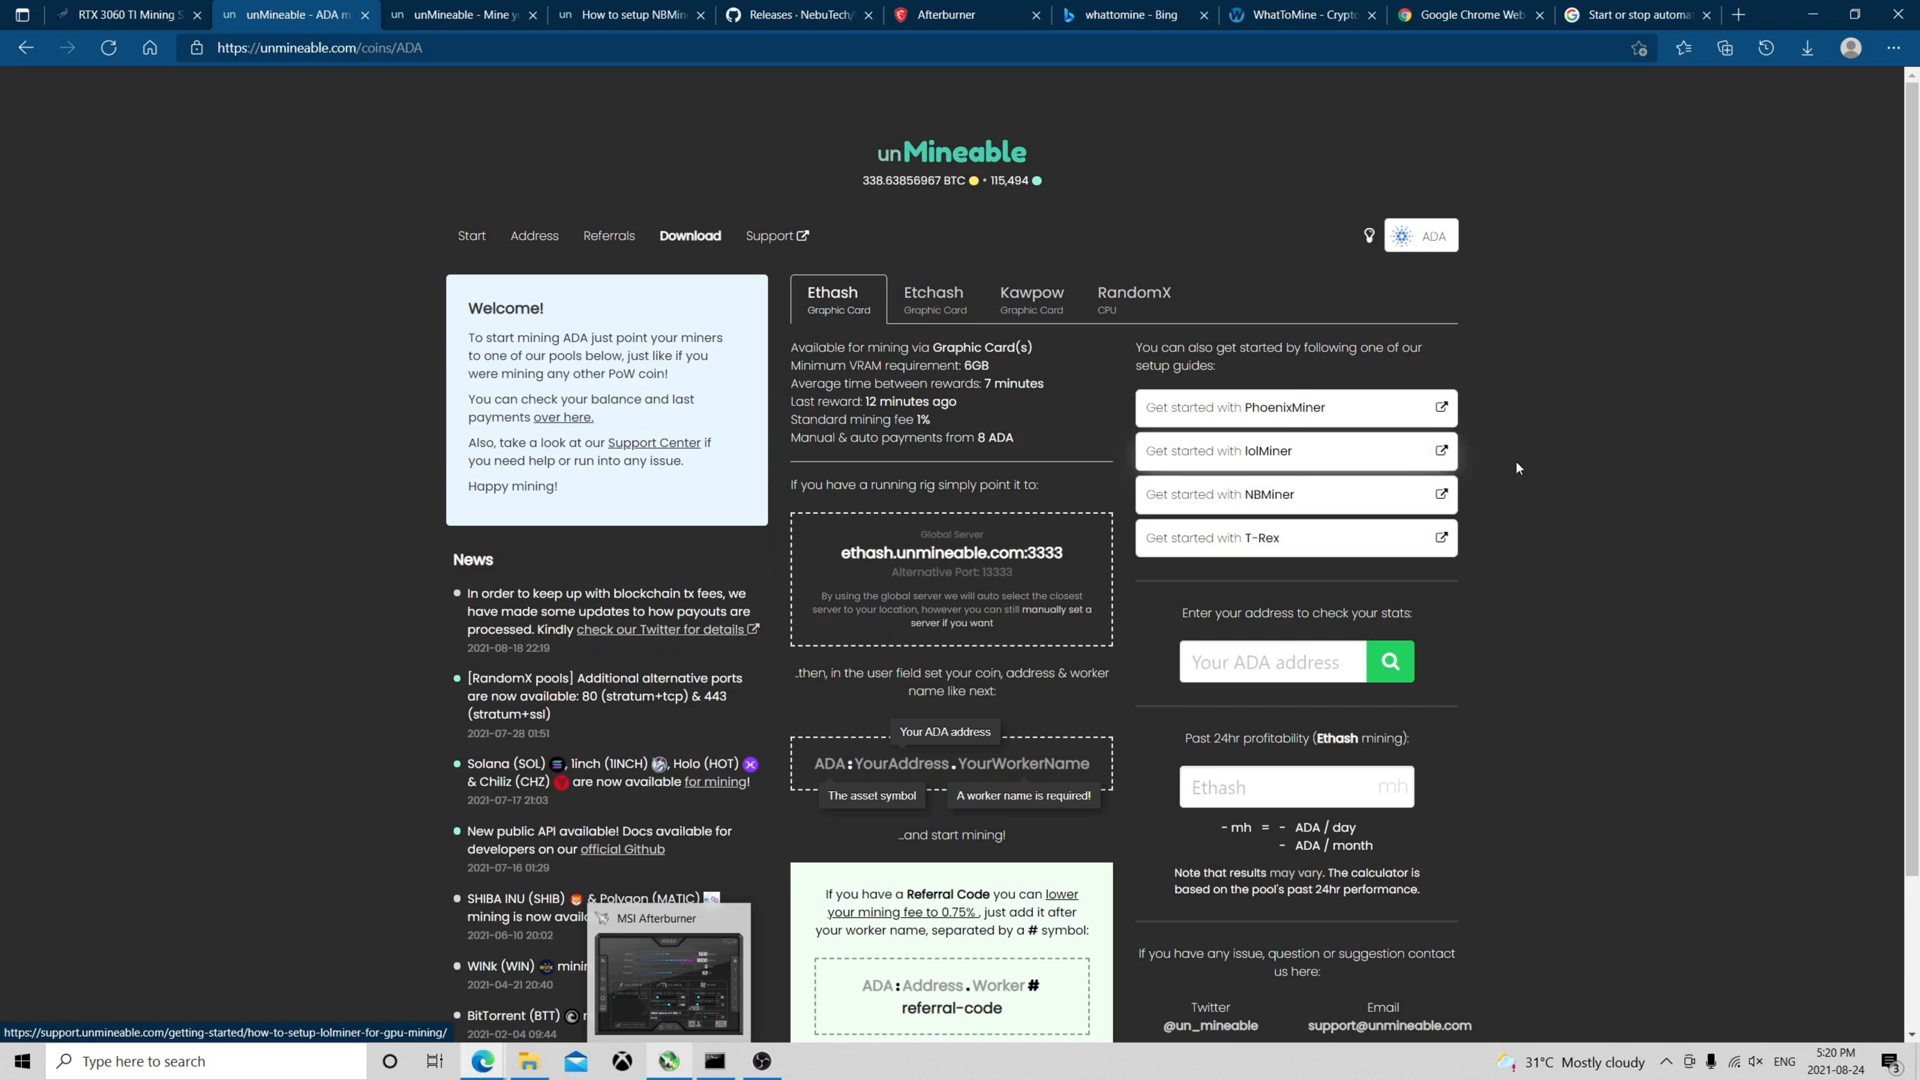 RTX 3060 TI Mining S
unMineable - ADA m
unMineable - Mine yo
How to setup NBMin
Releases · NebuTech/
Afterburner
whattomine - Bing
WhatToMine - Crypto
Google Chrome Web
Start or stop automat
https://unmineable.com/coins/ADA
unMineable
338.63856967 BTC • 115,494
Start
Address
Referrals
Download
Support
ADA
Welcome!
To start mining ADA just point your miners
to one of our pools below, just like if you
were mining any other PoW coin!
You can check your balance and last
payments over here.
Also, take a look at our Support Center if
you need help or run into any issue.
Happy mining!
News
In order to keep up with blockchain tx fees, we
have made some updates to how payouts are
processed. Kindly check our Twitter for details
2021-08-18 22:19
[RandomX pools] Additional alternative ports
are now available: 80 (stratum+tcp) & 443
(stratum+ssl)
2021-07-28 01:51
Solana (SOL) , 1inch (1INCH) , Holo (HOT)
& Chiliz (CHZ) are now available for mining!
2021-07-17 21:03
New public API available! Docs available for
developers on our official Github
2021-07-16 01:29
SHIBA INU (SHIB) & Polygon (MATIC)
mining is now avail
2021-06-10 20:02
WINk (WIN) minin
2021-04-21 20:40
BitTorrent (BTT)
2021-02-04 09:44
MSI Afterburner
Ethash
Graphic Card
Etchash
Graphic Card
Kawpow
Graphic Card
RandomX
CPU
Available for mining via Graphic Card(s)
Minimum VRAM requirement: 6GB
Average time between rewards: 7 minutes
Last reward: 12 minutes ago
Standard mining fee 1%
Manual & auto payments from 8 ADA
If you have a running rig simply point it to:
Global Server
ethash.unmineable.com:3333
Alternative Port: 13333
By using the global server we will auto select the closest
server to your location, however you can still manually set a
server if you want
..then, in the user field set your coin, address & worker
name like next:
Your ADA address
ADA:YourAddress.YourWorkerName
The asset symbol
A worker name is required!
...and start mining!
If you have a Referral Code you can lower
your mining fee to 0.75% , just add it after
your worker name, separated by a # symbol:
ADA:Address.Worker#
referral-code
You can also get started by following one of our
setup guides:
Get started with PhoenixMiner
Get started with lolMiner
Get started with NBMiner
Get started with T-Rex
Enter your address to check your stats:
Your ADA address
Past 24hr profitability (Ethash mining):
Ethash
mh
- mh = - ADA / day
- ADA / month
Note that results may vary. The calculator is
based on the pool's past 24hr performance.
If you have any issue, question or suggestion contact
us here:
Twitter
@un_mineable
Email
support@unmineable.com
https://support.unmineable.com/getting-started/how-to-setup-lolminer-for-gpu-mining/
Type here to search
31°C Mostly cloudy
ENG
5:20 PM
2021-08-24
3